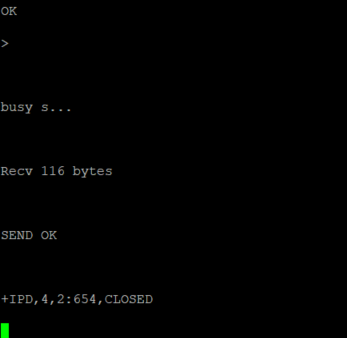 OK
>
busy s...
Recv 116 bytes
SEND OK
+IPD,4,2:654,CLOSED